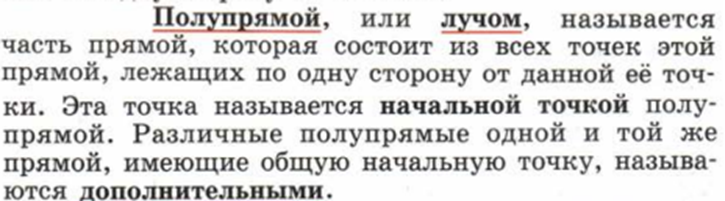 Полупрямой, или лучом, называется
часть прямой, которая состоит из всех точек этой
прямой, лежащих по одну сторону от данной её точ-
ки. Эта точка называется начальной точкой полу-
прямой. Различные полупрямые одной и той же
прямой, имеющие общую начальную точку, называ-
ются дополнительными.